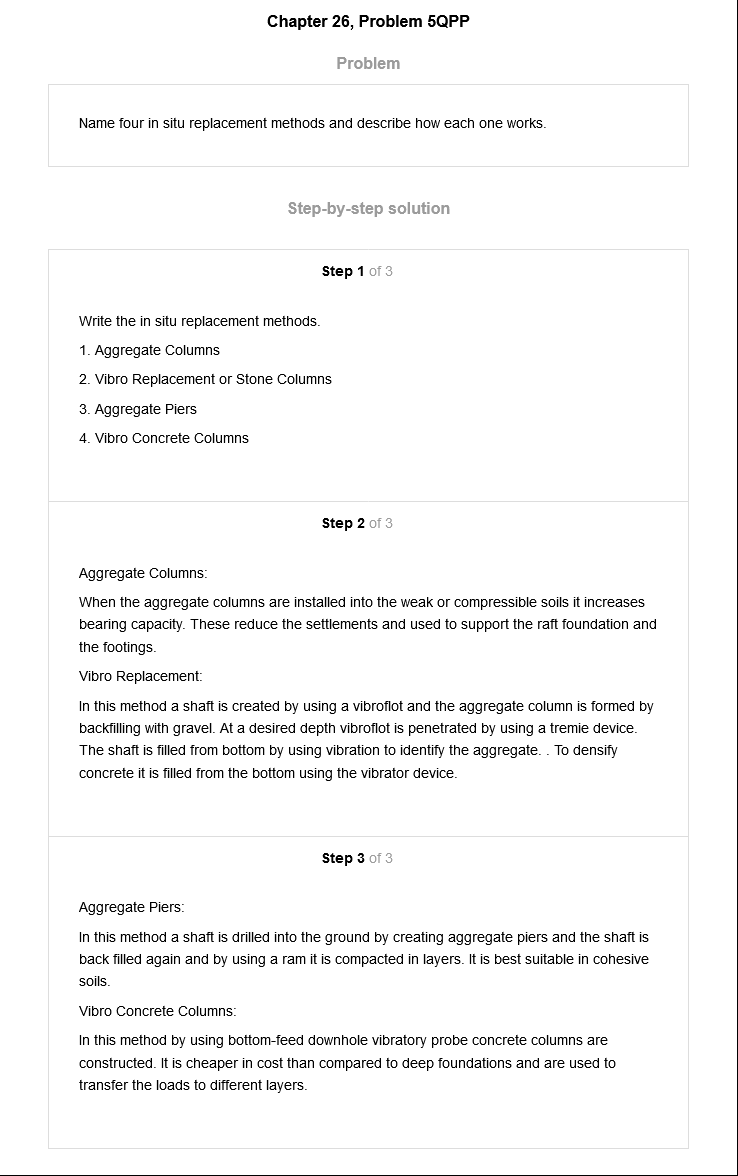 Chapter 26, Problem 5QPP
Problem
Name four in situ replacement methods and describe how each one works.
Step-by-step solution
Step 1 of 3
Write the in situ replacement methods.
1. Aggregate Columns
2. Vibro Replacement or Stone Columns
3. Aggregate Piers
4. Vibro Concrete Columns
Step 2 of 3
Aggregate Columns:
When the aggregate columns are installed into the weak or compressible soils it increases
bearing capacity. These reduce the settlements and used to support the raft foundation and
the footings.
Vibro Replacement:
In this method a shaft is created by using a vibroflot and the aggregate column is formed by
backfilling with gravel. At a desired depth vibroflot is penetrated by using a tremie device.
The shaft is filled from bottom by using vibration to identify the aggregate. . To densify
concrete it is filled from the bottom using the vibrator device.
Step 3 of 3
Aggregate Piers:
In this method a shaft is drilled into the ground by creating aggregate piers and the shaft is
back filled again and by using a ram it is compacted in layers. It is best suitable in cohesive
soils.
Vibro Concrete Columns:
In this method by using bottom-feed downhole vibratory probe concrete columns are
constructed. It is cheaper in cost than compared to deep foundations and are used to
transfer the loads to different layers.